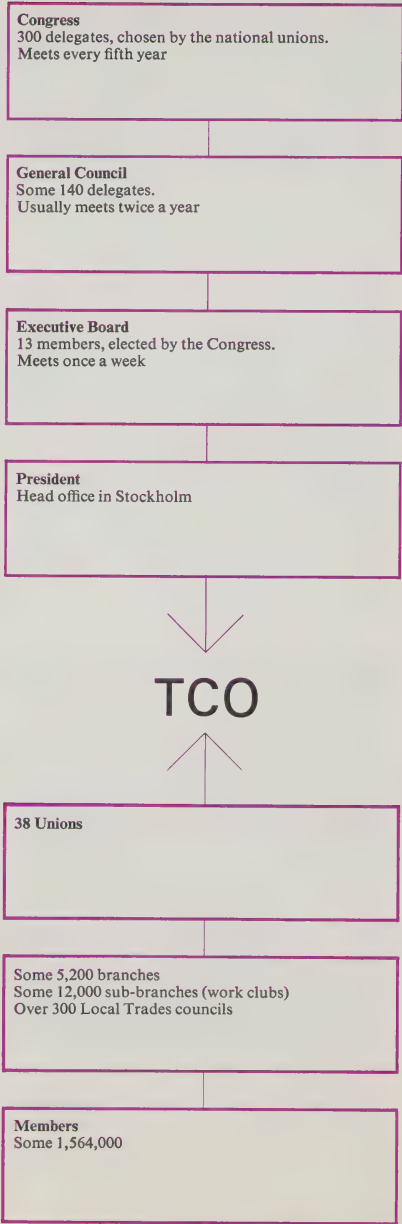 Congress
300 delegates, chosen by the national unions.
Meets every fifth year
General Council
Some 140 delegates.
Usually meets twice a year
Executive Board
13 members, elected by the Congress.
Meets once a week
President
Head office in Stockholm
TCO
38 Unions
Some 5,200 branches
Some 12,000 sub-branches (work clubs)
Over 300 Local Trades councils
Members
Some 1,564,000